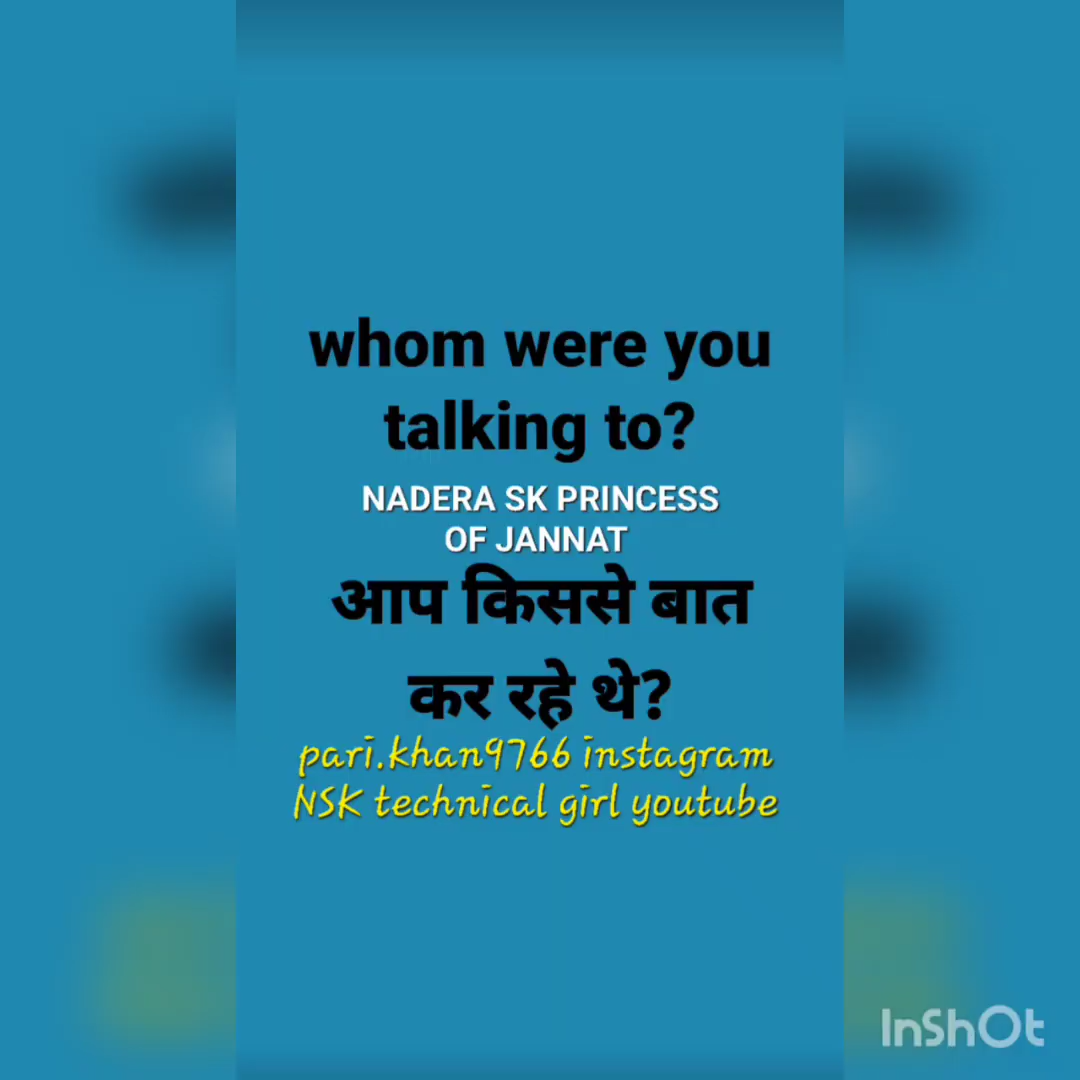 whom were you
talking to?
NADERA SK PRINCESS
OF JANNAT
आप किससे बात
कर रहे थे?
pari.khan9766 instagram
NSK technical girl youtube
InShOt